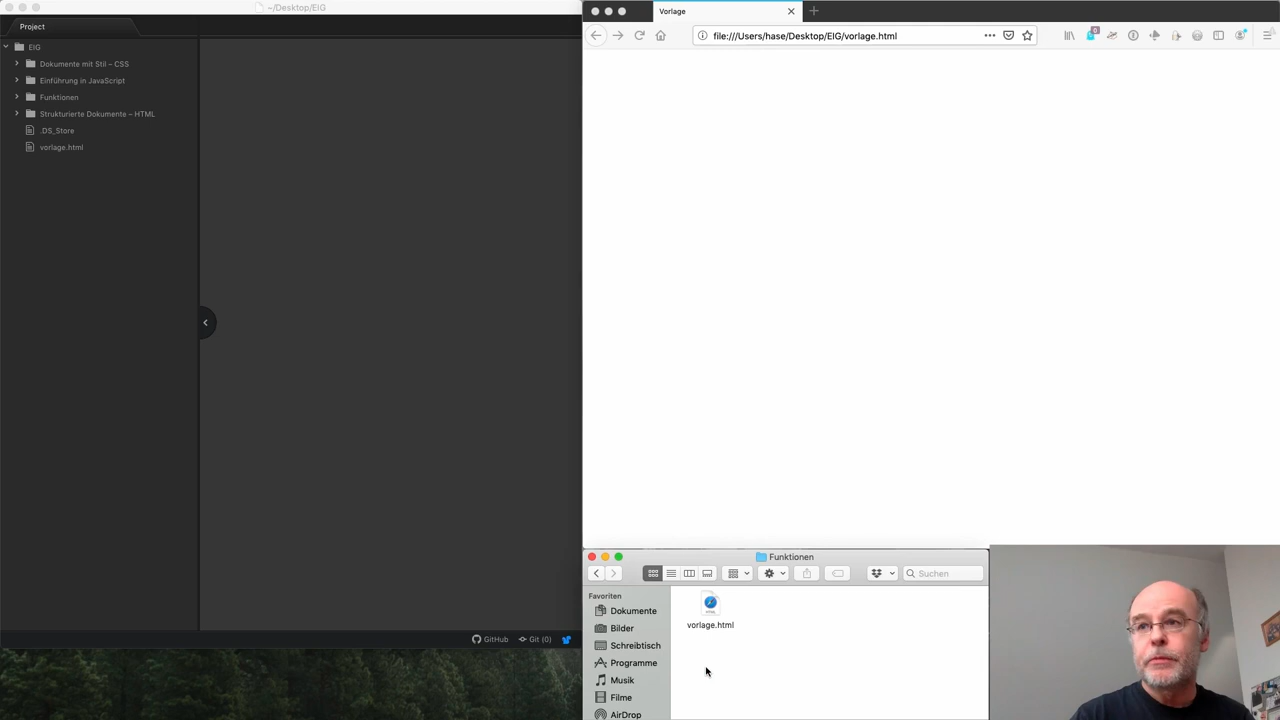 ~/Desktop/EIG
Project
EIG
Dokumente mit Stil – CSS
Einführung in JavaScript
Funktionen
Strukturierte Dokumente – HTML
.DS_Store
vorlage.html
GitHub
Git (0)
Vorlage
file:///Users/hase/Desktop/EIG/vorlage.html
0
Funktionen
Suchen
Favoriten
Dokumente
Bilder
Schreibtisch
Programme
Musik
Filme
AirDrop
vorlage.html